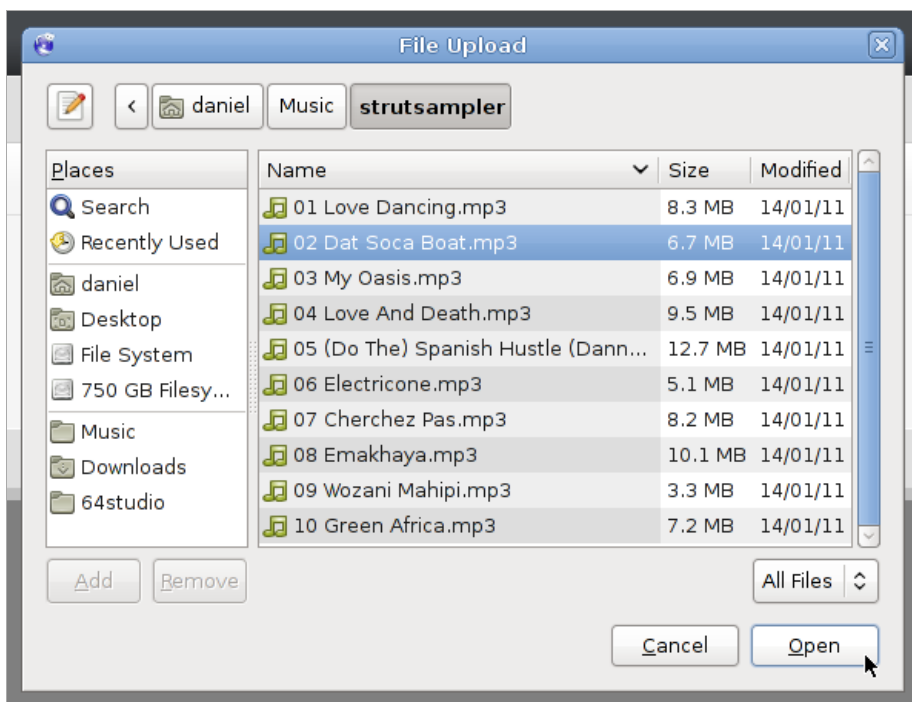 File Upload
daniel Music strutsampler
Places Name Size Modified
Search 01 Love Dancing.mp3 8.3 MB 14/01/11
Recently Used 02 Dat Soca Boat.mp3 6.7 MB 14/01/11
daniel 03 My Oasis.mp3 6.9 MB 14/01/11
Desktop 04 Love And Death.mp3 9.5 MB 14/01/11
File System 05 (Do The) Spanish Hustle (Dann... 12.7 MB 14/01/11
750 GB Filesy... 06 Electricone.mp3 5.1 MB 14/01/11
Music 07 Cherchez Pas.mp3 8.2 MB 14/01/11
Downloads 08 Emakhaya.mp3 10.1 MB 14/01/11
64studio 09 Wozani Mahipi.mp3 3.3 MB 14/01/11
10 Green Africa.mp3 7.2 MB 14/01/11
Add Remove All Files
Cancel Open